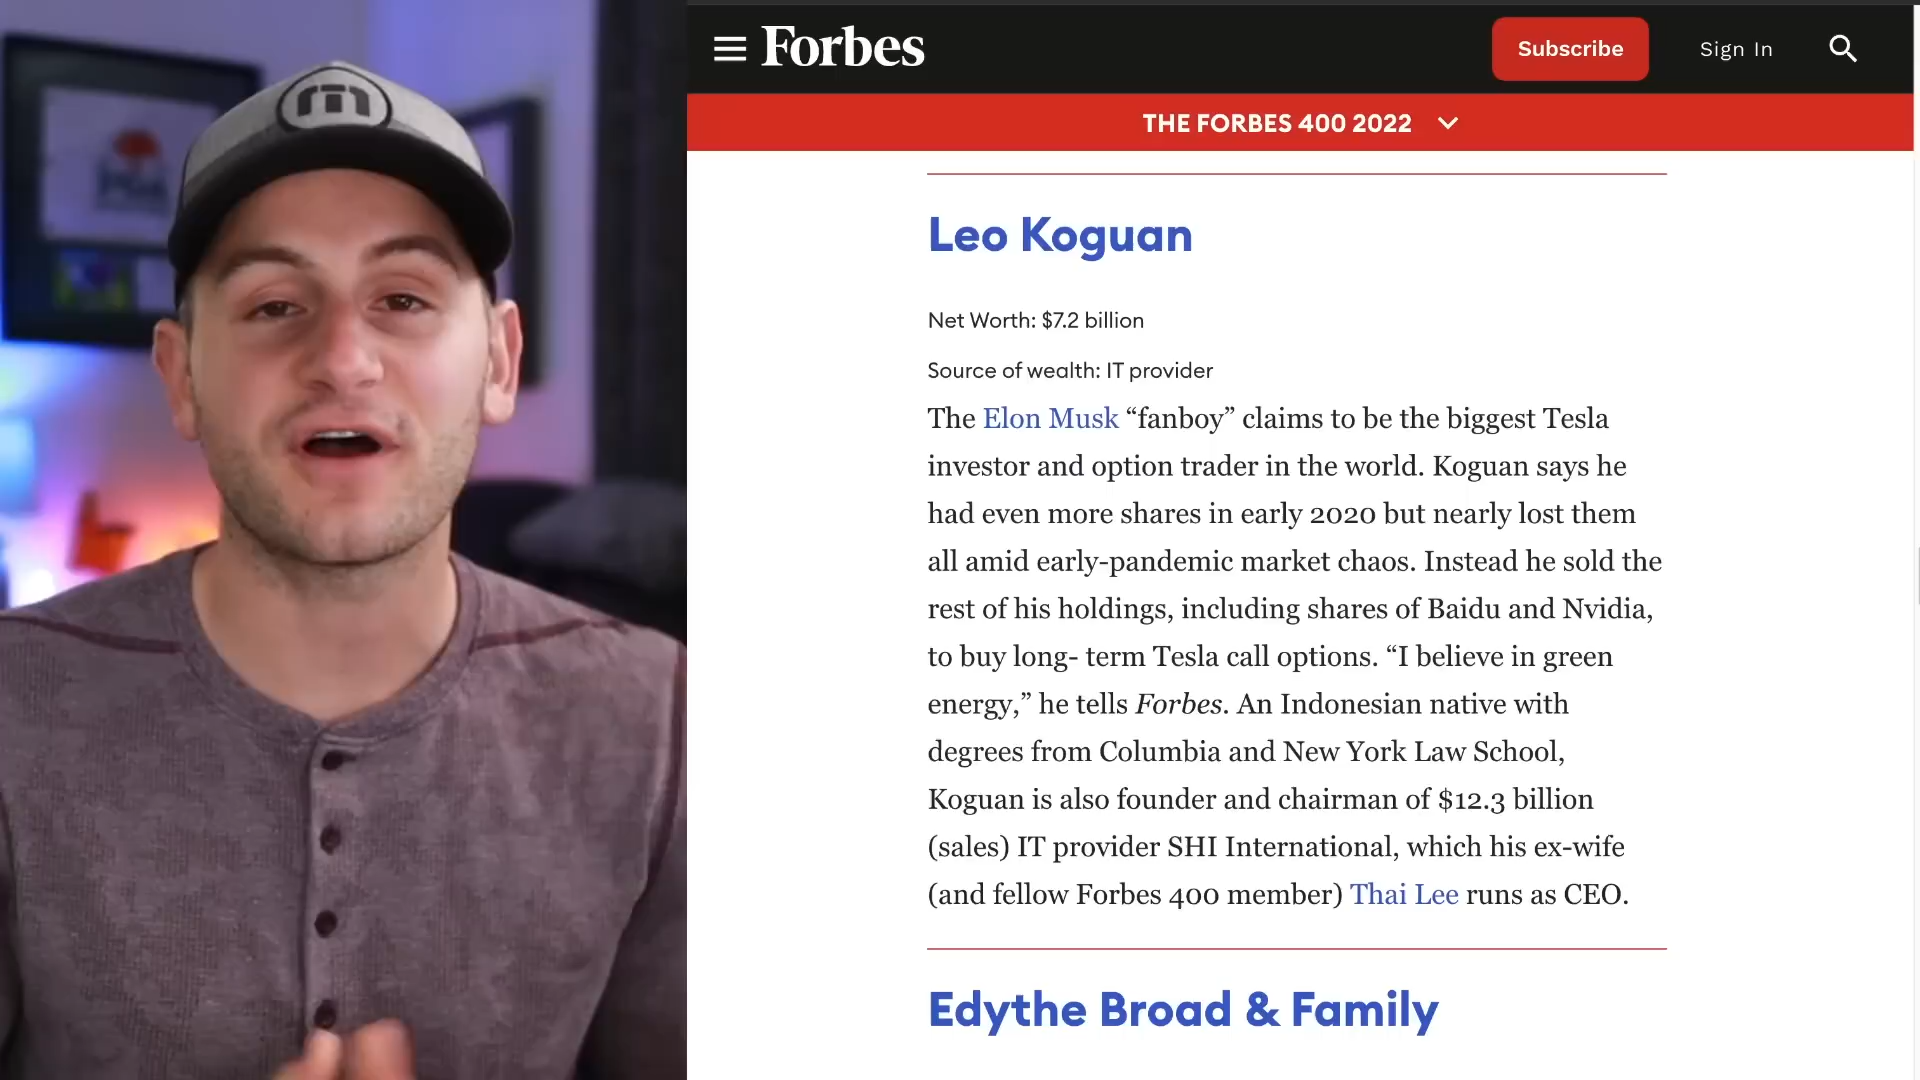 Forbes
Subscribe
Sign In
THE FORBES 400 2022
Leo Koguan
Net Worth: $7.2 billion
Source of wealth: IT provider
The Elon Musk “fanboy” claims to be the biggest Tesla
investor and option trader in the world. Koguan says he
had even more shares in early 2020 but nearly lost them
all amid early-pandemic market chaos. Instead he sold the
rest of his holdings, including shares of Baidu and Nvidia,
to buy long- term Tesla call options. “I believe in green
energy,” he tells Forbes. An Indonesian native with
degrees from Columbia and New York Law School,
Koguan is also founder and chairman of $12.3 billion
(sales) IT provider SHI International, which his ex-wife
(and fellow Forbes 400 member) Thai Lee runs as CEO.
Edythe Broad & Family